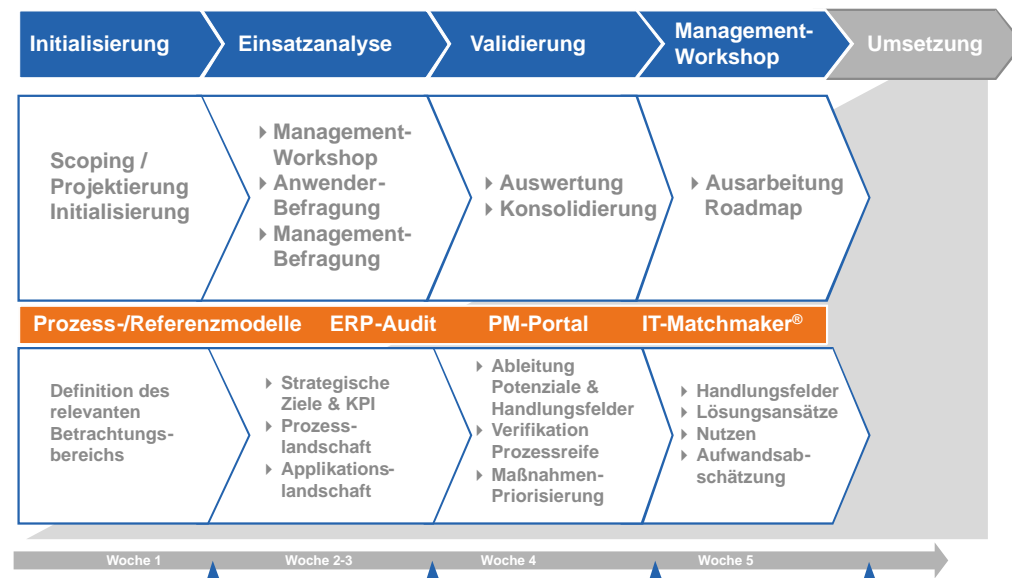 Initialisierung
Einsatzanalyse
Validierung
Management-
Workshop
Umsetzung
Scoping /
Projektierung
Initialisierung
Management-
Workshop
Anwender-
Befragung
Management-
Befragung
Auswertung
Konsolidierung
Ausarbeitung
Roadmap
Prozess-/Referenzmodelle ERP-Audit PM-Portal IT-Matchmaker®
Definition des
relevanten
Betrachtungs-
bereichs
Strategische
Ziele & KPI
Prozess-
landschaft
Applikations-
landschaft
Ableitung
Potenziale &
Handlungsfelder
Verifikation
Prozessreife
Maßnahmen-
Priorisierung
Handlungsfelder
Lösungsansätze
Nutzen
Aufwandsab-
schätzung
Woche 1 Woche 2-3 Woche 4 Woche 5